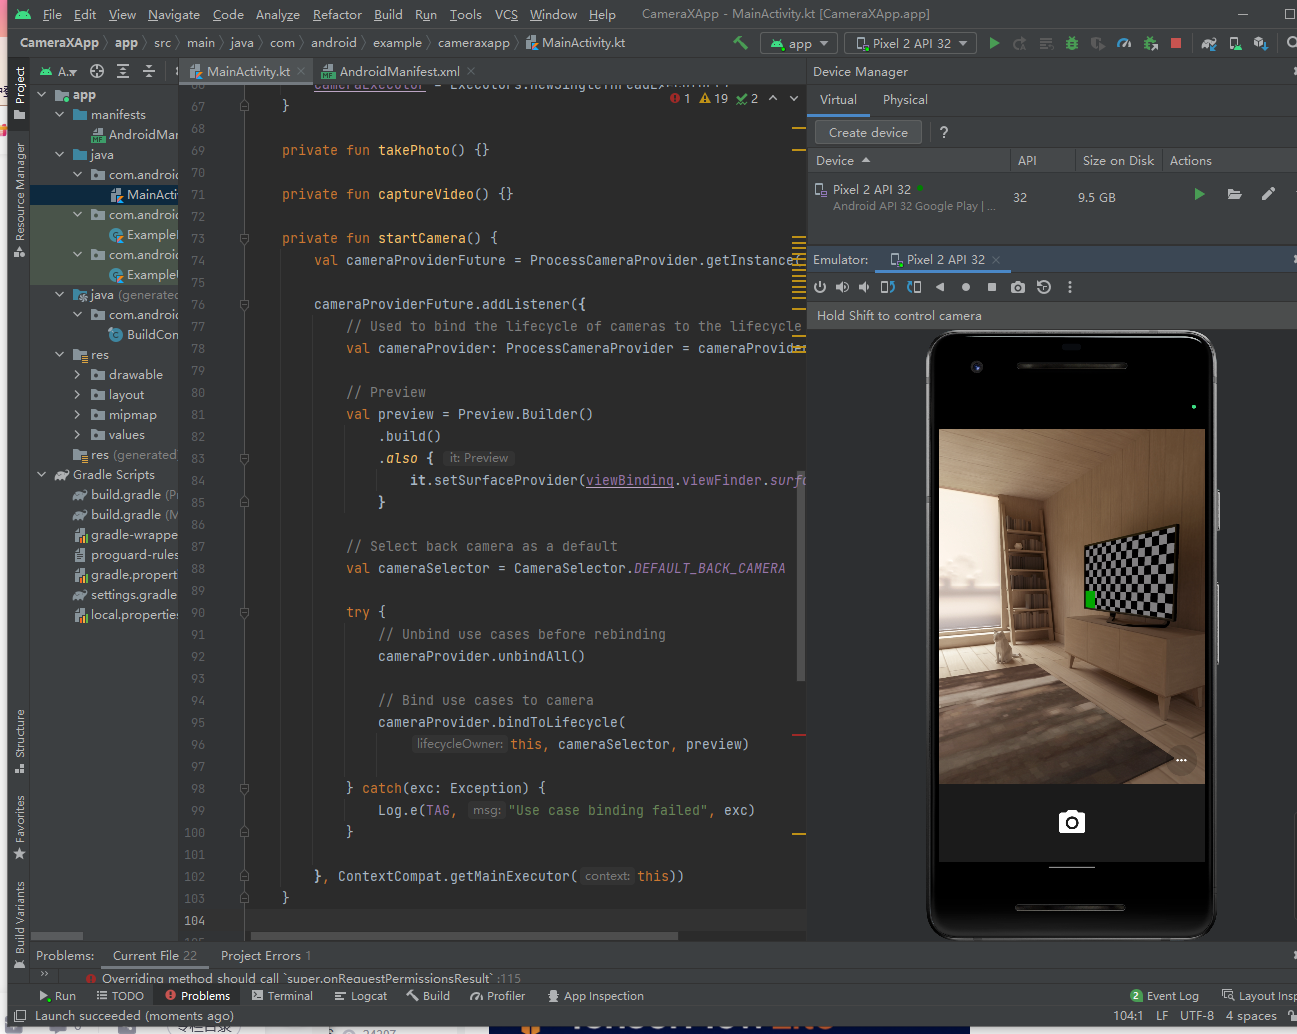 File Edit View Navigate Code Analyze Refactor Build Run Tools VCS Window Help CameraXApp - MainActivity.kt [CameraXApp.app]
CameraXApp app src main java com android example cameraxapp MainActivity.kt app Pixel 2 API 32
Project
Resource Manager
Structure
Favorites
Build Variants
A..
app
manifests
AndroidMar
java
com.android
MainActi
com.android
Example
com.android
Example
java (generated
com.android
BuildCon
res
drawable
layout
mipmap
values
res (generated)
Gradle Scripts
build.gradle (P
build.gradle (M
gradle-wrappe
proguard-rules
gradle.propert
settings.gradle
local.properties
MainActivity.kt AndroidManifest.xml
1 19 2
67 }
68
69 private fun takePhoto() {}
70
71 private fun captureVideo() {}
72
73 private fun startCamera() {
74 val cameraProviderFuture = ProcessCameraProvider.getInstance(
75
76 cameraProviderFuture.addListener({
77 // Used to bind the lifecycle of cameras to the lifecycle
78 val cameraProvider: ProcessCameraProvider = cameraProvider
79
80 // Preview
81 val preview = Preview.Builder()
82 .build()
83 .also { it: Preview
84 it.setSurfaceProvider(viewBinding.viewFinder.surfa
85 }
86
87 // Select back camera as a default
88 val cameraSelector = CameraSelector.DEFAULT_BACK_CAMERA
89
90 try {
91 // Unbind use cases before rebinding
92 cameraProvider.unbindAll()
93
94 // Bind use cases to camera
95 cameraProvider.bindToLifecycle(
96 lifecycleOwner: this, cameraSelector, preview)
97
98 } catch(exc: Exception) {
99 Log.e(TAG, msg: "Use case binding failed", exc)
100 }
101
102 }, ContextCompat.getMainExecutor( context: this))
103 }
104
Device Manager
Virtual Physical
Create device ?
Device API Size on Disk Actions
Pixel 2 API 32
Android API 32 Google Play | ...
32 9.5 GB
Emulator: Pixel 2 API 32
Hold Shift to control camera
Problems: Current File 22 Project Errors 1
Overriding method should call `super.onRequestPermissionsResult` :115
Run TODO Problems Terminal Logcat Build Profiler App Inspection 2 Event Log Layout Insp
Launch succeeded (moments ago) 104:1 LF UTF-8 4 spaces